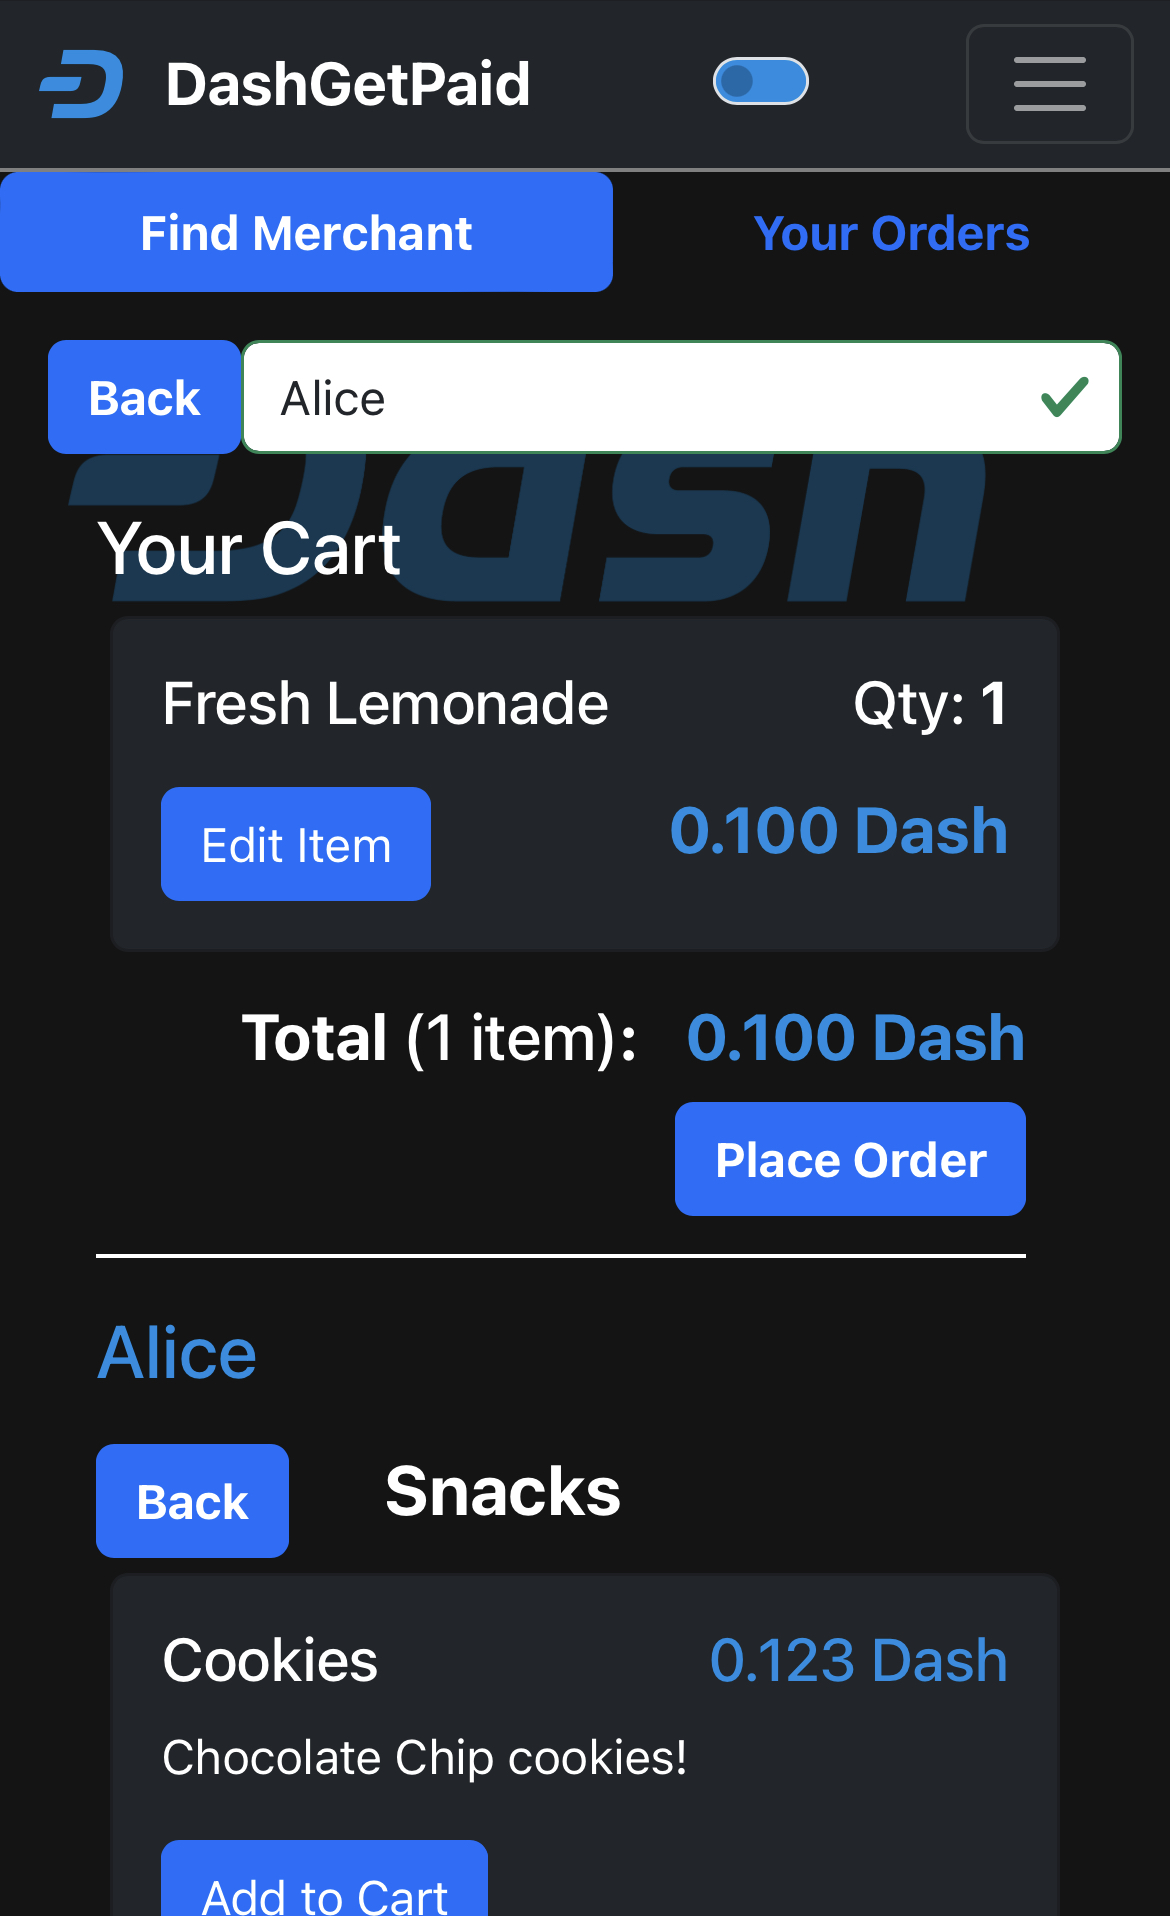 DashGetPaid
Find Merchant
Your Orders
Back
Alice
Dash
Your Cart
Fresh Lemonade
Qty: 1
Edit Item
0.100 Dash
Total (1 item): 0.100 Dash
Place Order
Alice
Back
Snacks
Cookies
0.123 Dash
Chocolate Chip cookies!
Add to Cart